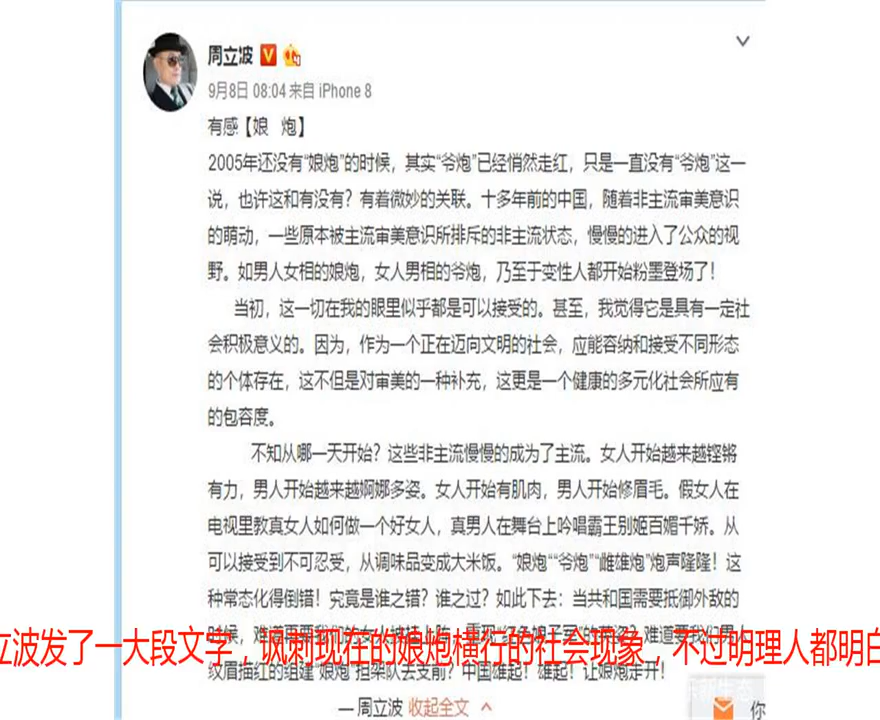 周立波
9月8日 08:04 来自 iPhone 8
有感【娘 炮】
2005年还没有“娘炮”的时候，其实“爷炮”已经悄然走红，只是一直没有“爷炮”这一
说，也许这和有没有？有着微妙的关联。十多年前的中国，随着非主流审美意识
的萌动，一些原本被主流审美意识所排斥的非主流状态，慢慢的进入了公众的视
野。如男人女相的娘炮，女人男相的爷炮，乃至于变性人都开始粉墨登场了！
当初，这一切在我的眼里似乎都是可以接受的。甚至，我觉得它是具有一定社
会积极意义的。因为，作为一个正在迈向文明的社会，应能容纳和接受不同形态
的个体存在，这不但是对审美的一种补充，这更是一个健康的多元化社会所应有
的包容度。
不知从哪一天开始？这些非主流慢慢的成为了主流。女人开始越来越铿锵
有力，男人开始越来越婀娜多姿。女人开始有肌肉，男人开始修眉毛。假女人在
电视里教真女人如何做一个好女人，真男人在舞台上吟唱霸王别姬百媚千娇。从
可以接受到不可忍受，从调味品变成大米饭。“娘炮”“爷炮”“雌雄炮”炮声隆隆！这
种常态化得倒错！究竟是谁之错？谁之过？如此下去：当共和国需要抵御外敌的
时候，难道再要我们的女人
立波发了一大段文字，讽刺现在的娘炮横行的社会现象，不过明理人都明白
纹眉描红的组建“娘炮”担架队去支前？中国雄起！雄起！让娘炮走开！
—周立波 收起全文
你